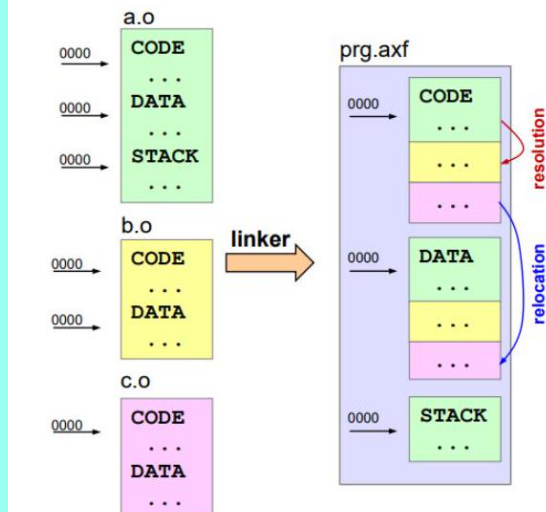 a.o
0000
CODE
...
0000
DATA
...
0000
STACK
...
b.o
0000
CODE
...
0000
DATA
...
c.o
0000
CODE
...
DATA
...
linker
prg.axf
0000
CODE
...
...
...
resolution
0000
DATA
...
...
...
relocation
0000
STACK
...